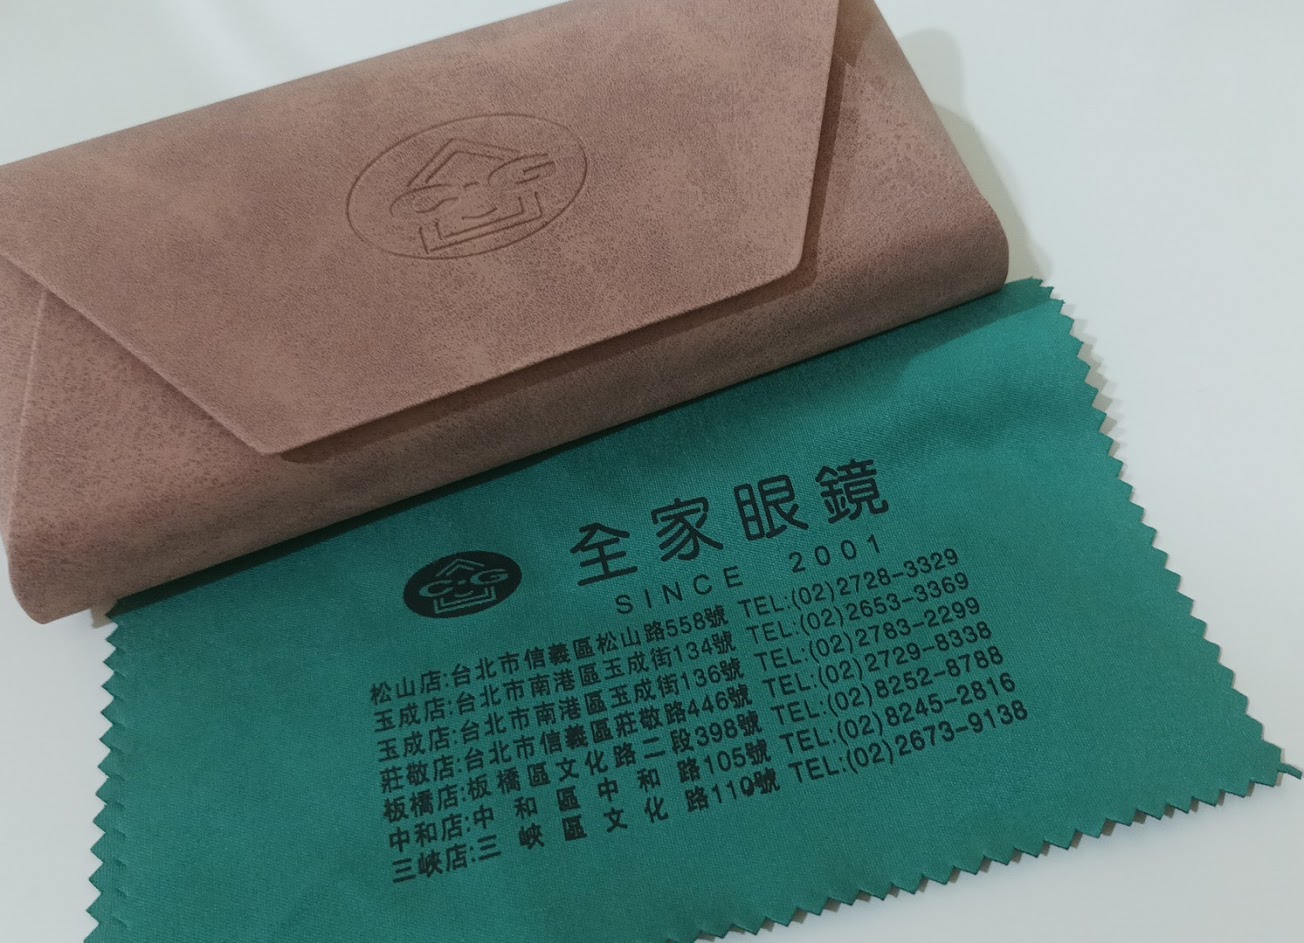 CG
CG
全家眼鏡
SINCE 2001
松山店:台北市信義區松山路558號 TEL:(02)2728-3329
玉成店:台北市南港區玉成街134號 TEL:(02)2653-3369
玉成店:台北市南港區玉成街136號 TEL:(02)2783-2299
莊敬店:台北市信義區莊敬路446號 TEL:(02)2729-8338
板橋店:板橋區文化路二段398號 TEL:(02)8252-8788
中和店:中和區中和路105號 TEL:(02)8245-2816
三峽店:三峽區文化路110號 TEL:(02)2673-9138